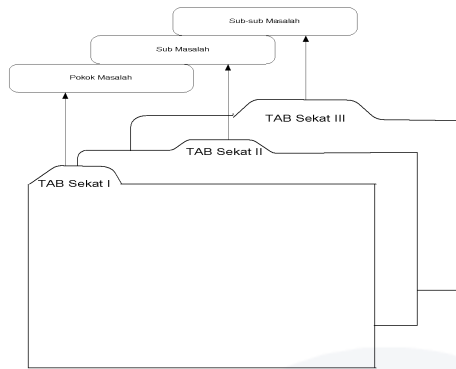 Sub-sub Masalah
Sub Masalah
Pokok Masalah
TAB Sekat III
TAB Sekat II
TAB Sekat I